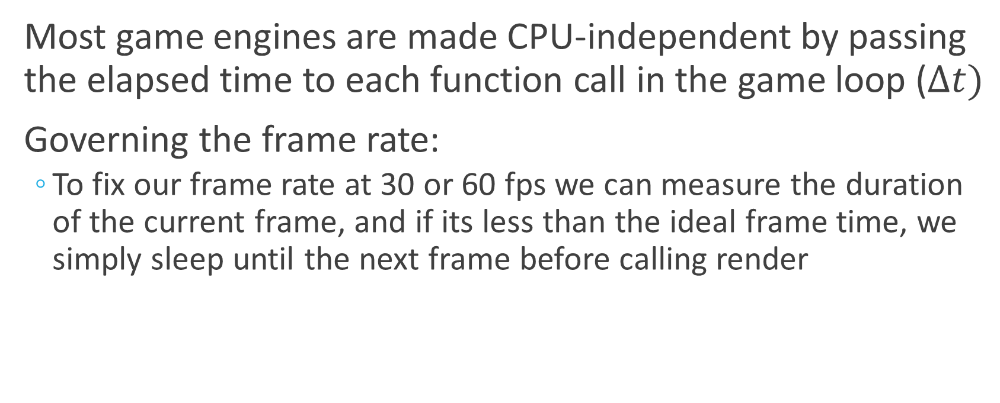 Most game engines are made CPU-independent by passing
the elapsed time to each function call in the game loop (Δ𝑡)
Governing the frame rate:
◦ To fix our frame rate at 30 or 60 fps we can measure the duration
of the current frame, and if its less than the ideal frame time, we
simply sleep until the next frame before calling render